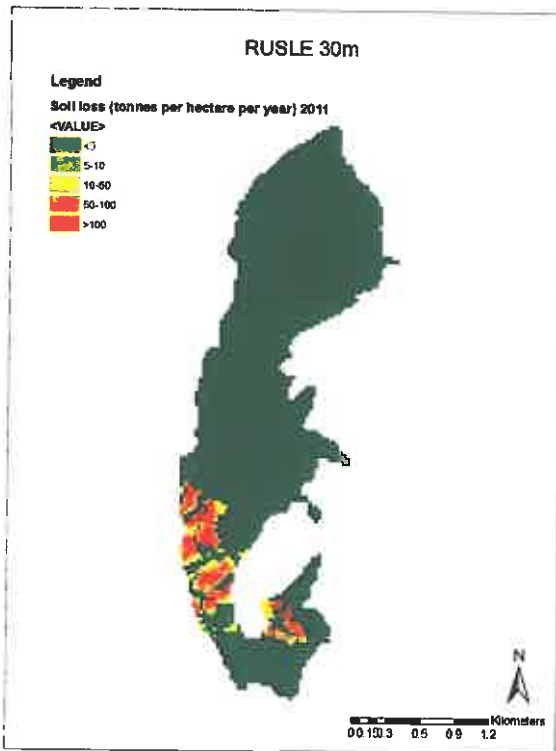 RUSLE 30m
Legend
Soil loss (tonnes per hectare per year) 2011
<VALUE>
<5
5-10
10-50
50-100
>100
N
Kilometers
0 0.15 0.3 0.6 0.9 1.2